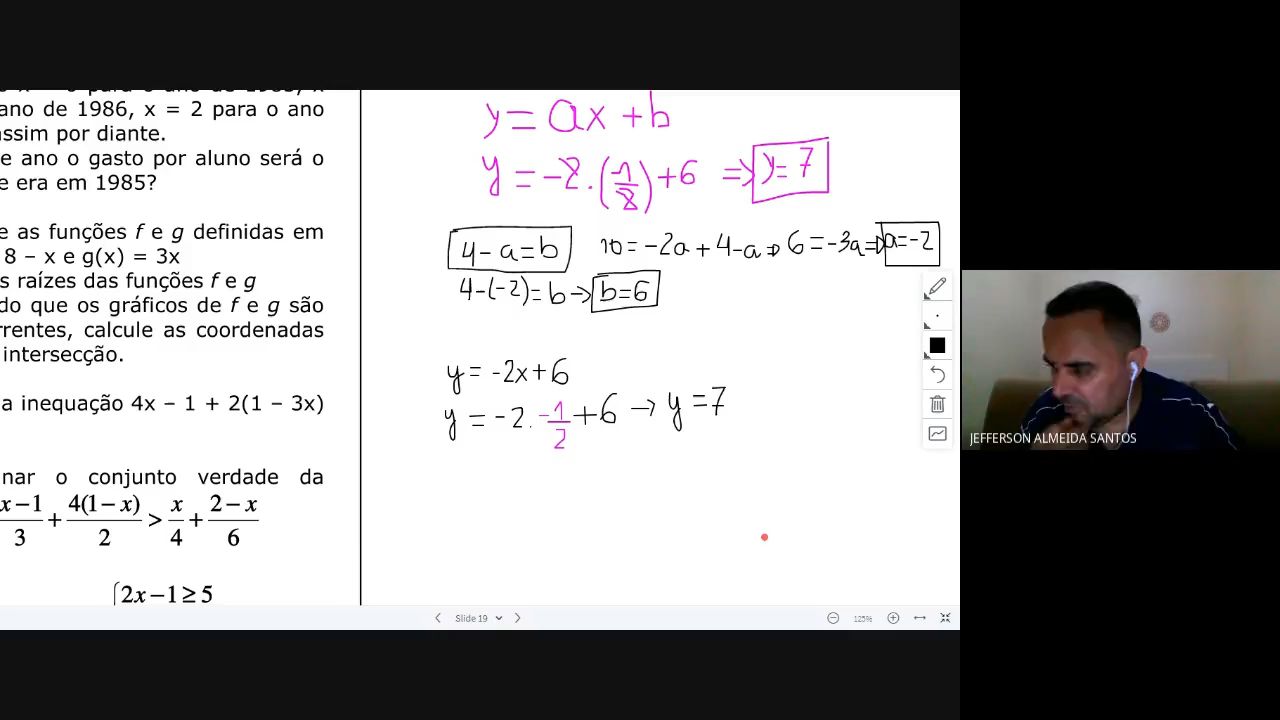 ano de 1986, x = 2 para o ano
assim por diante.
e ano o gasto por aluno será o
e era em 1985?
e as funções f e g definidas em
8 – x e g(x) = 3x
s raízes das funções f e g
do que os gráficos de f e g são
rrentes, calcule as coordenadas
intersecção.
a inequação 4x – 1 + 2(1 – 3x)
nar o conjunto verdade da
x−1/3 + 4(1−x)/2 > x/4 + 2−x/6
{2x−1≥5
y = ax + b
y = -2.(-1/2) + 6 => y = 7
4 - a = b 10 = -2a + 4 - a => 6 = -3a => a = -2
4 - (-2) = b -> b = 6
y = -2x + 6
y = -2. -1/2 + 6 -> y = 7
Slide 19
125%
JEFFERSON ALMEIDA SANTOS